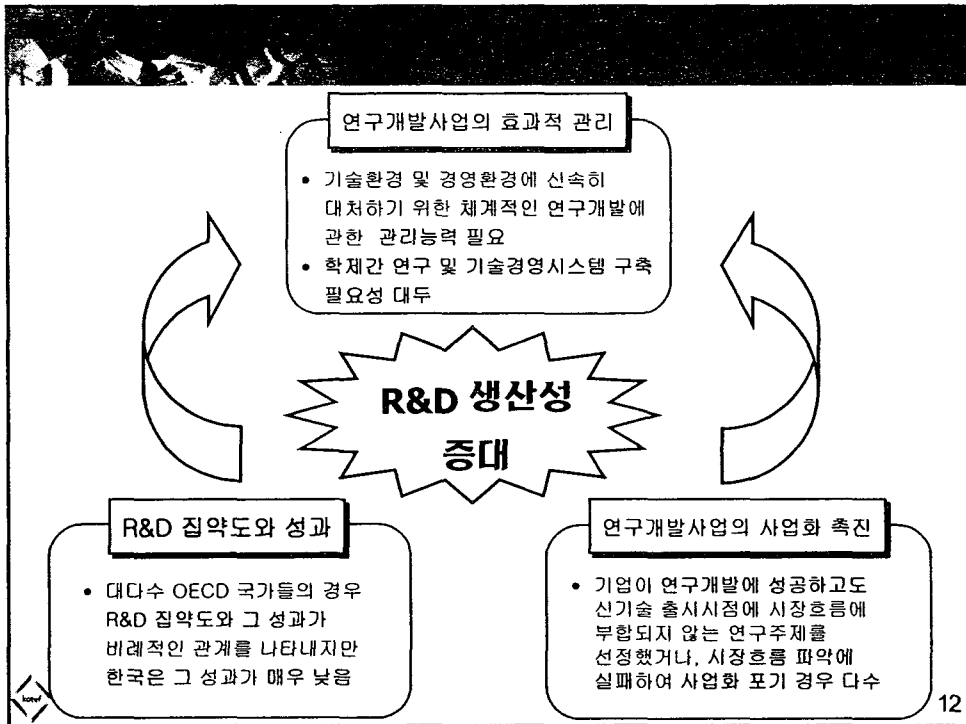 연구개발사업의 효과적 관리
• 기술환경 및 경영환경에 신속히
대처하기 위한 체계적인 연구개발에
관한 관리능력 필요
• 학제간 연구 및 기술경영시스템 구축
필요성 대두
R&D 생산성
증대
R&D 집약도와 성과
• 대다수 OECD 국가들의 경우
R&D 집약도와 그 성과가
비례적인 관계를 나타내지만
한국은 그 성과가 매우 낮음
연구개발사업의 사업화 촉진
• 기업이 연구개발에 성공하고도
신기술 출시시점에 시장흐름에
부합되지 않는 연구주제를
선정했거나, 시장흐름 파악에
실패하여 사업화 포기 경우 다수
12